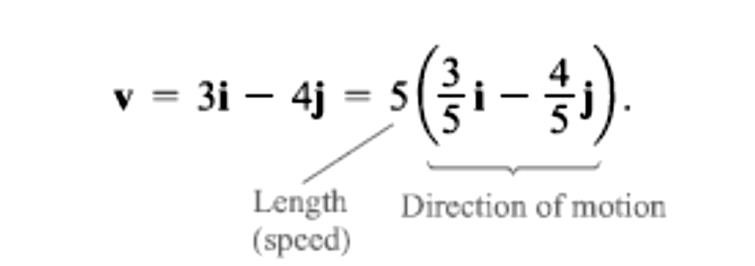 v = 3i − 4j = 5(3/5 i − 4/5 j).
Length Direction of motion
(speed)